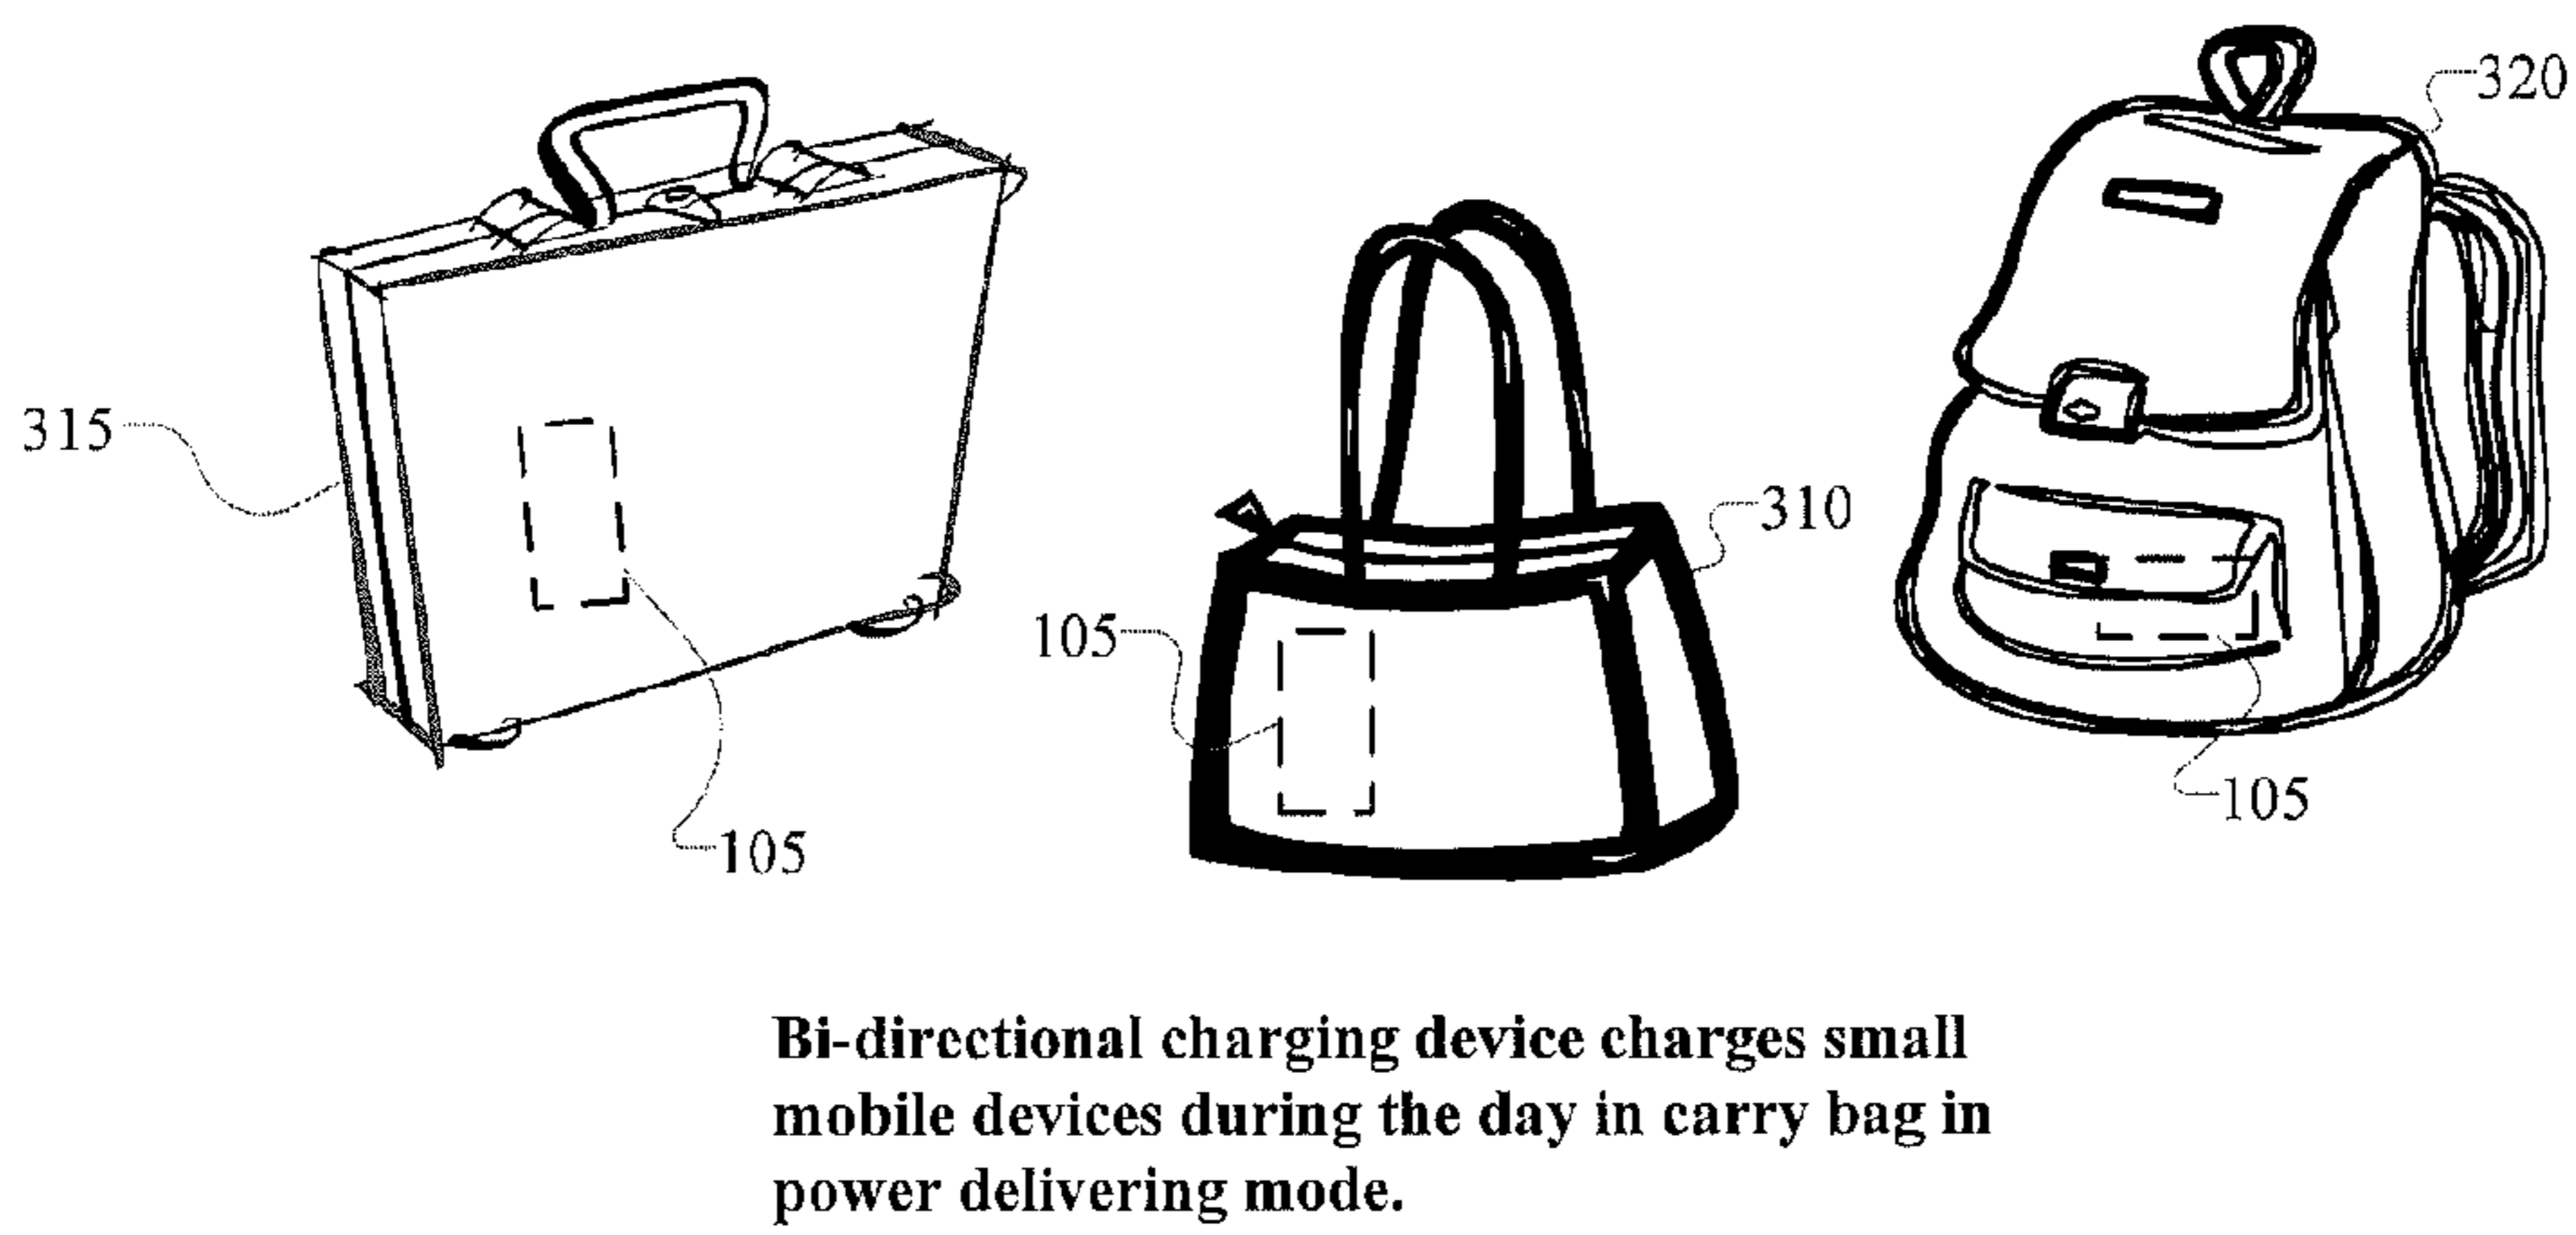 320
315
310
105
105
105
Bi-directional charging device charges small
mobile devices during the day in carry bag in
power delivering mode.